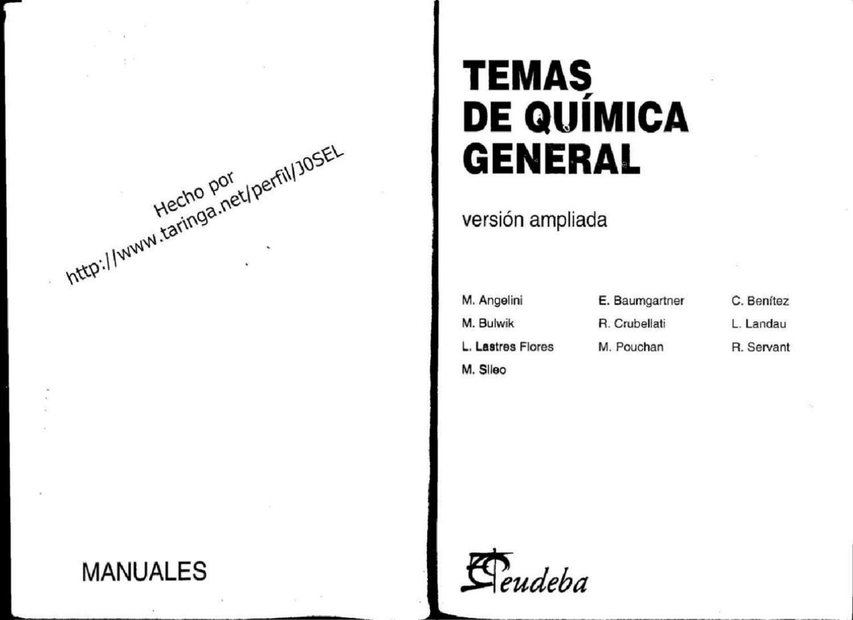 Hecho por
http://www.taringa.net/perfil/J0SEL
MANUALES
TEMAS
DE QUÍMICA
GENERAL
versión ampliada
M. Angelini E. Baumgartner C. Benítez
M. Bulwik R. Crubellati L. Landau
L. Lastres Flores M. Pouchan R. Servant
M. Sileo
eudeba